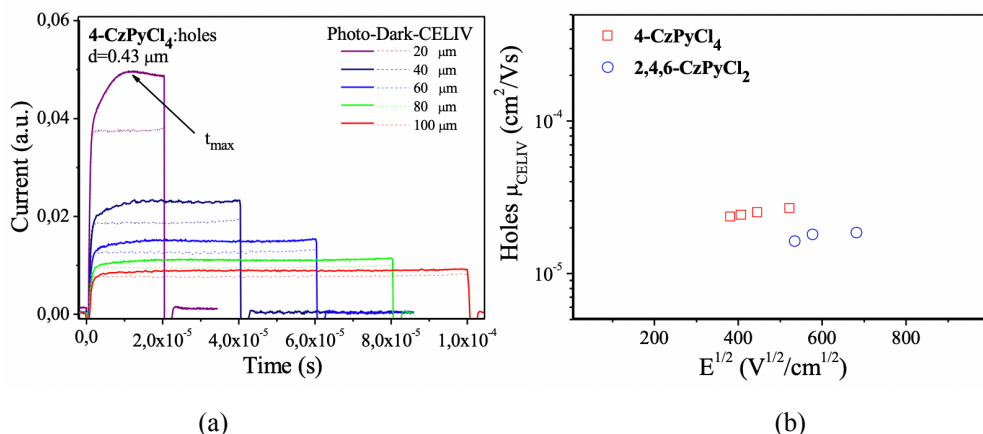 0,06
4-CzPyCl4:holes
d=0.43 μm
Photo-Dark-CELIV
20 μm
40 μm
60 μm
80 μm
100 μm
tmax
0,04
0,02
0,00
Current (a.u.)
0,0
2,0x10-5
4,0x10-5
6,0x10-5
8,0x10-5
1,0x10-4
Time (s)
(a)
4-CzPyCl4
2,4,6-CzPyCl2
Holes μCELIV (cm2/Vs)
10-4
10-5
200
400
600
800
E1/2 (V1/2/cm1/2)
(b)